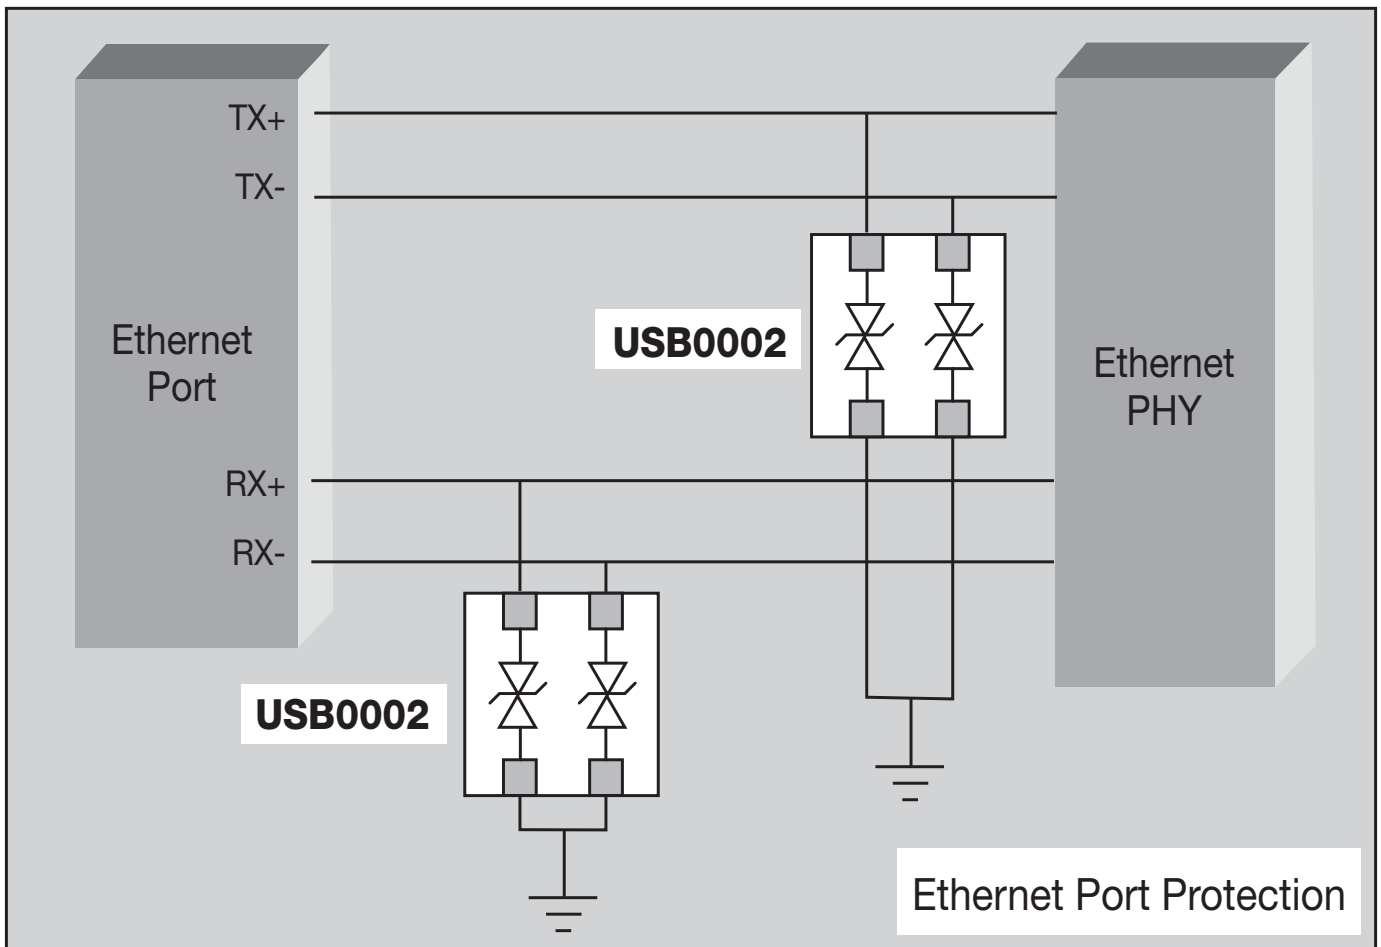 TX+
TX-
USB0002
Ethernet
Port
Ethernet
PHY
RX+
RX-
USB0002
Ethernet Port Protection